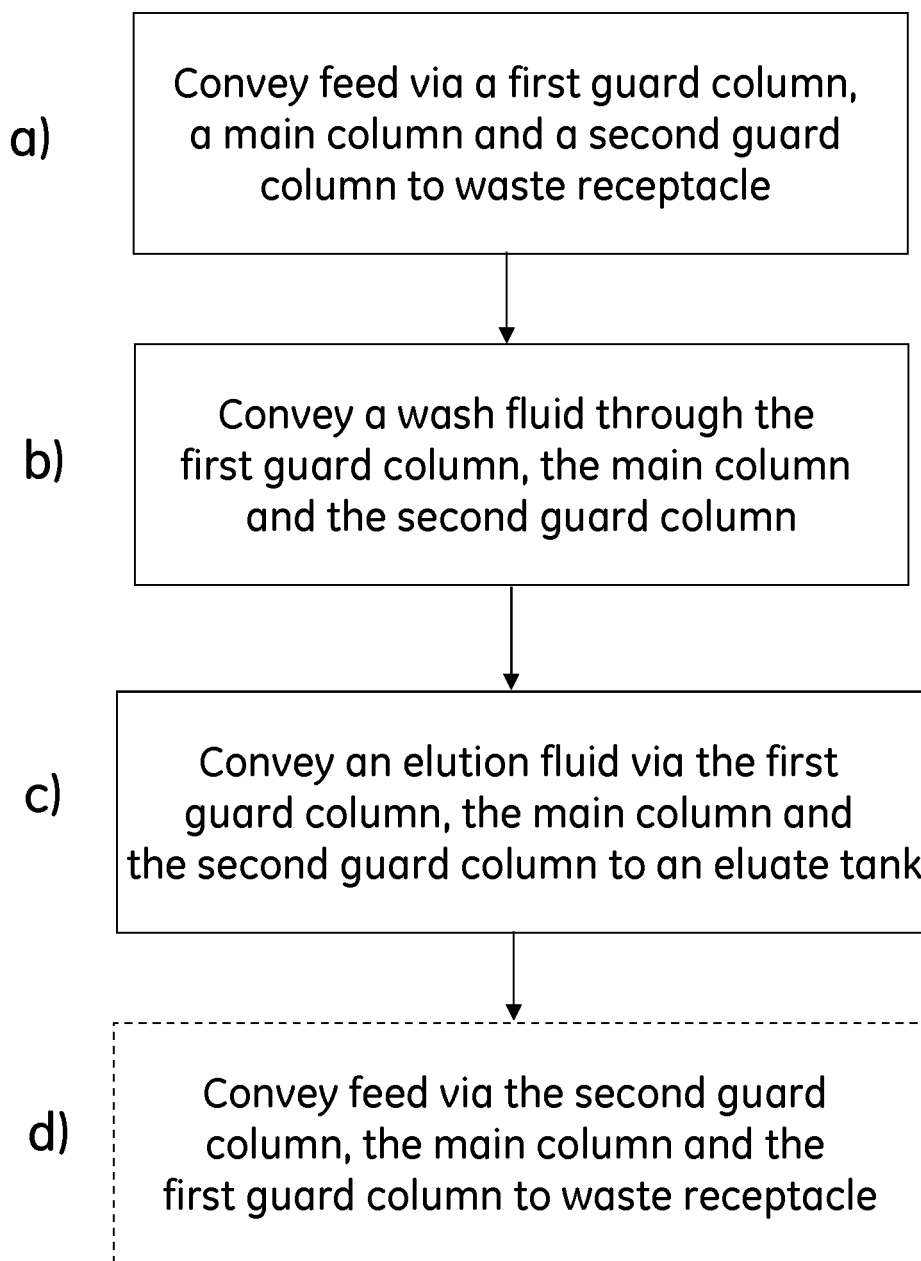 a)
Convey feed via a first guard column,
a main column and a second guard
column to waste receptacle
b)
Convey a wash fluid through the
first guard column, the main column
and the second guard column
c)
Convey an elution fluid via the first
guard column, the main column and
the second guard column to an eluate tank
d)
Convey feed via the second guard
column, the main column and the
first guard column to waste receptacle